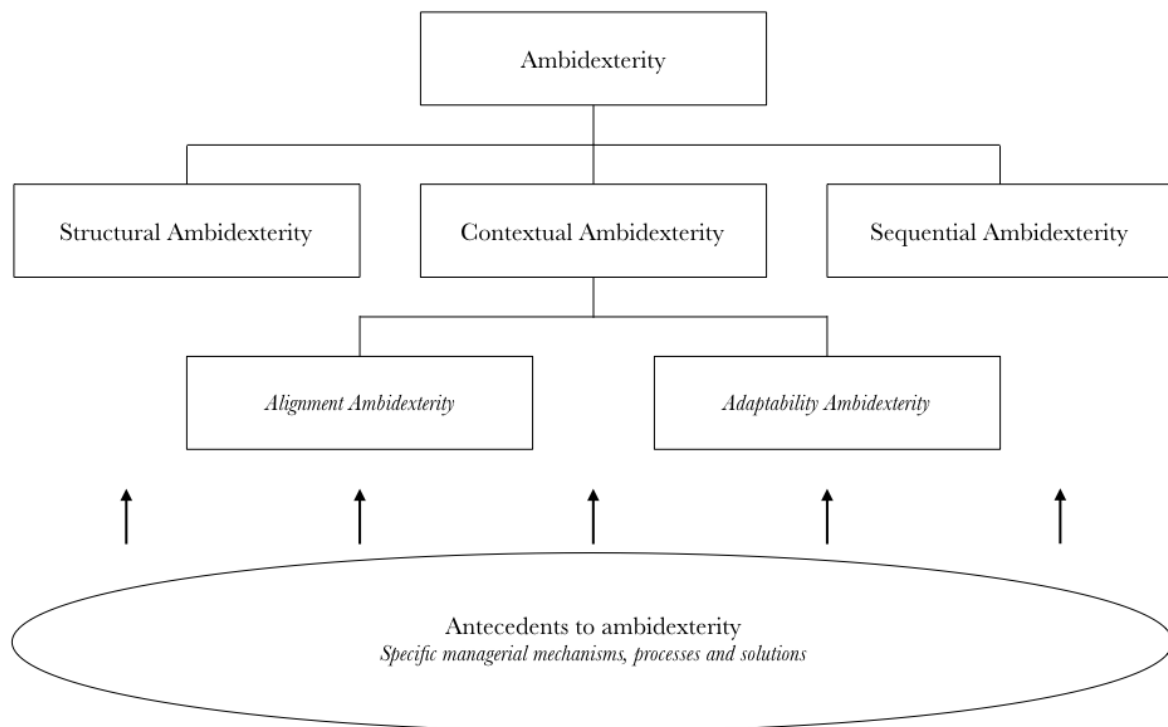 Ambidexterity
Structural Ambidexterity
Contextual Ambidexterity
Sequential Ambidexterity
Alignment Ambidexterity
Adaptability Ambidexterity
Antecedents to ambidexterity
Specific managerial mechanisms, processes and solutions